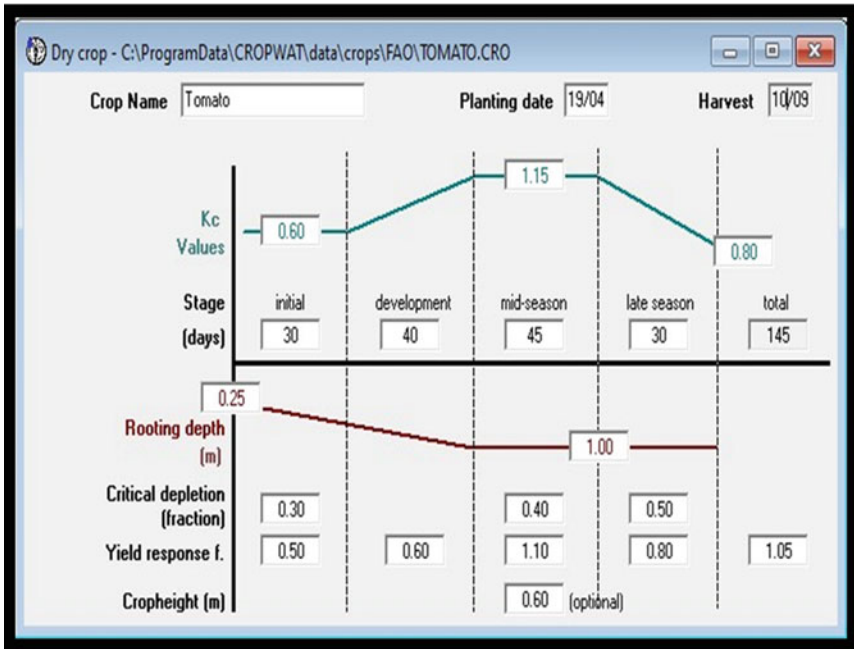 Dry crop - C:\ProgramData\CROPWAT\data\crops\FAO\TOMATO.CRO
Crop Name Tomato Planting date 19/04 Harvest 10/09
1.15
Kc 0.60
Values 0.80
Stage initial development mid-season late season total
(days) 30 40 45 30 145
0.25
Rooting depth 1.00
(m)
Critical depletion
(fraction) 0.30 0.40 0.50
Yield response f. 0.50 0.60 1.10 0.80 1.05
Cropheight (m) 0.60 (optional)